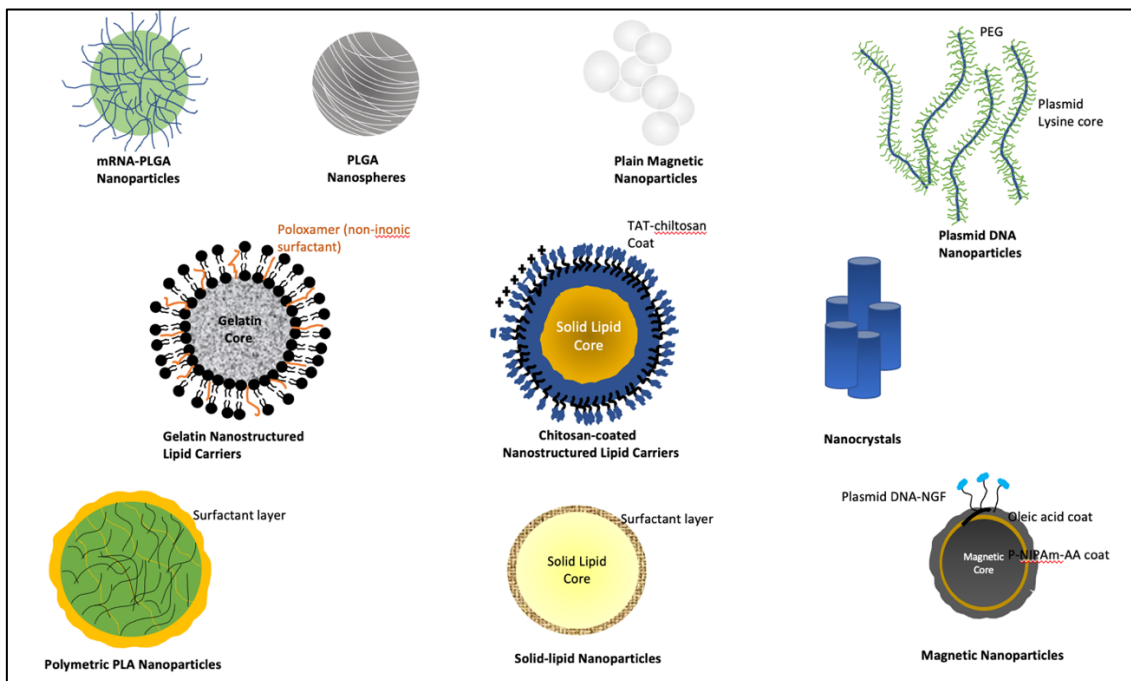 PEG
Plasmid
Lysine core
mRNA-PLGA
Nanoparticles
PLGA
Nanospheres
Plain Magnetic
Nanoparticles
Plasmid DNA
Nanoparticles
Poloxamer (non-inonic
surfactant)
Gelatin
Core
Gelatin Nanostructured
Lipid Carriers
TAT-chiltosan
Coat
+++++
Solid Lipid
Core
Chitosan-coated
Nanostructured Lipid Carriers
Nanocrystals
Surfactant layer
Polymetric PLA Nanoparticles
Surfactant layer
Solid Lipid
Core
Solid-lipid Nanoparticles
Plasmid DNA-NGF
Oleic acid coat
P-NIPAm-AA coat
Magnetic
Core
Magnetic Nanoparticles